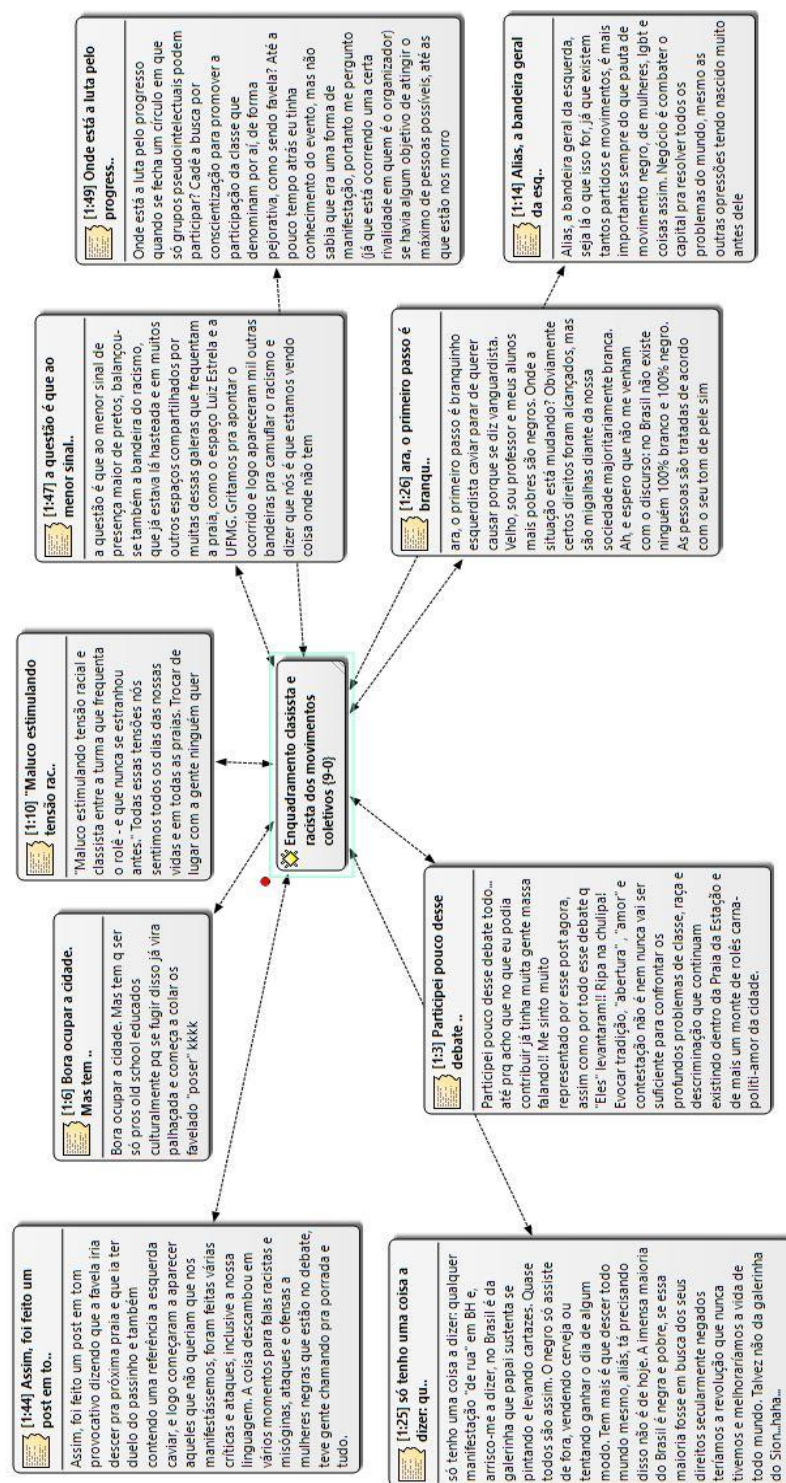 [1:44] Assim, foi feito um
post em to..
Assim, foi feito um post em tom
provocativo dizendo que a favela iria
descer pra próxima praia e que ia ter
duelo do passinho e também
contendo uma referência a esquerda
caviar, e logo começaram a aparecer
aqueles que não queriam que nos
manifestássemos, foram feitas várias
críticas e ataques, inclusive a nossa
linguagem. A coisa descambou em
vários momentos para falas racistas e
misóginas, ataques e ofensas a
mulheres negras que estão no debate,
teve gente chamando pra porrada e
tudo.
[1:6] Bora ocupar a cidade.
Mas tem ..
Bora ocupar a cidade. Mas tem q ser
só pros old school educados
culturalmente pq se fugir disso já vira
palhaçada e começa a colar os
favelado "poser" kkkk
[1:10] "Maluco estimulando
tensão rac..
"Maluco estimulando tensão racial e
classista entre a turma que frequenta
o rolê - e que nunca se estranhou
antes." Todas essas tensões nós
sentimos todos os dias das nossas
vidas e em todas as praias. Trocar de
lugar com a gente ninguém quer
[1:47] a questão é que ao
menor sinal..
a questão é que ao menor sinal de
presença maior de pretos, balançou-
se também a bandeira do racismo,
que já estava lá hasteada e em muitos
outros espaços compartilhados por
muitas dessas galeras que frequentam
a praia, como o espaço Luiz Estrela e a
UFMG. Gritamos pra apontar o
ocorrido e logo apareceram mil outras
bandeiras pra camuflar o racismo e
dizer que nós é que estamos vendo
coisa onde não tem
[1:49] Onde está a luta pelo
progress..
Onde está a luta pelo progresso
quando se fecha um círculo em que
só grupos pseudointelectuais podem
participar? Cadê a busca por
conscientização para promover a
participação da classe que
denominam por aí, de forma
pejorativa, como sendo favela? Até a
pouco tempo atrás eu tinha
conhecimento do evento, mas não
sabia que era uma forma de
manifestação, portanto me pergunto
(já que está ocorrendo uma certa
rivalidade em quem é o organizador)
se havia algum objetivo de atingir o
máximo de pessoas possíveis, até as
que estão nos morro
Enquadramento clasista e
racista dos movimentos
coletivos {9-0}
[1:25] só tenho uma coisa a
dizer: qu..
só tenho uma coisa a dizer: qualquer
manifestação "de rua" em BH e,
arrisco-me a dizer, no Brasil é da
galerinha que papai sustenta se
pintando e levando cartazes. Quase
todos são assim. O negro só assiste
de fora, vendendo cerveja ou
tentando ganhar o dia de algum
modo. Tem mais é que descer todo
mundo mesmo, aliás, tá precisando
disso não é de hoje. A imensa maioria
do Brasil é negra e pobre, se essa
maioria fosse em busca dos seus
direitos secularmente negados
teríamos a revolução que nunca
tivemos e melhoraríamos a vida de
todo mundo. Talvez não da galerinha
do Sion...haha...
[1:3] Participei pouco desse
debate ..
Participei pouco desse debate todo...
até prq acho que no que eu podia
contribuir já tinha muita gente massa
falando!! Me sinto muito
representado por esse post agora,
assim como por todo esse debate q
"Eles" levantaram!! Ripa na chulipa!
Evocar tradição, "abertura", "amor" e
contestação não é nem nunca vai ser
suficiente para confrontar os
profundos problemas de classe, raça e
descriminação que continuam
existindo dentro da Praia da Estação e
de mais um monte de rolés carna-
politi-amor da cidade.
[1:26] ara, o primeiro passo é
branqu..
ara, o primeiro passo é branquinho
esquerdista caviar parar de querer
causar porque se diz vanguardista.
Velho, sou professor e meus alunos
mais pobres são negros. Onde a
situação está mudando? Obviamente
certos direitos foram alcançados, mas
são migalhas diante da nossa
sociedade majoritariamente branca.
Ah, e espero que não me venham
com o discurso: no Brasil não existe
ninguém 100% branco e 100% negro.
As pessoas são tratadas de acordo
com o seu tom de pele sim
[1:14] Alias, a bandeira geral
da esq..
Alias, a bandeira geral da esquerda,
seja lá o que isso for, já que existem
tantos partidos e movimentos, é mais
importantes sempre do que pauta de
movimento negro, de mulheres, lgbt e
coisas assim. Negócio é combater o
capital pra resolver todos os
problemas do mundo, mesmo as
outras opressões tendo nascido muito
antes dele